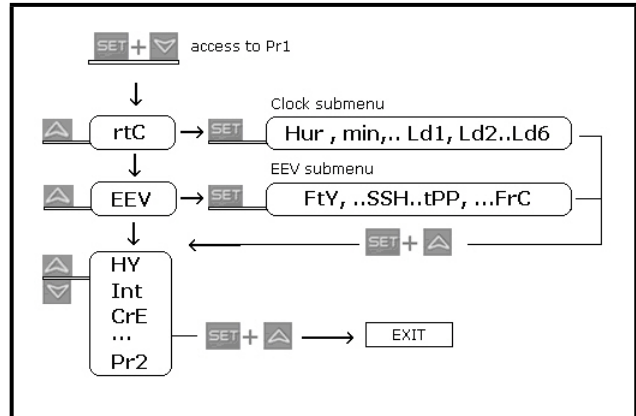 SET + access to Pr1
Clock submenu
rtC SET Hur , min,.. Ld1, Ld2..Ld6
EEV submenu
EEV SET FtY, ..SSH..tPP, ...FrC
SET +
HY
Int
CrE
...
Pr2
SET + EXIT